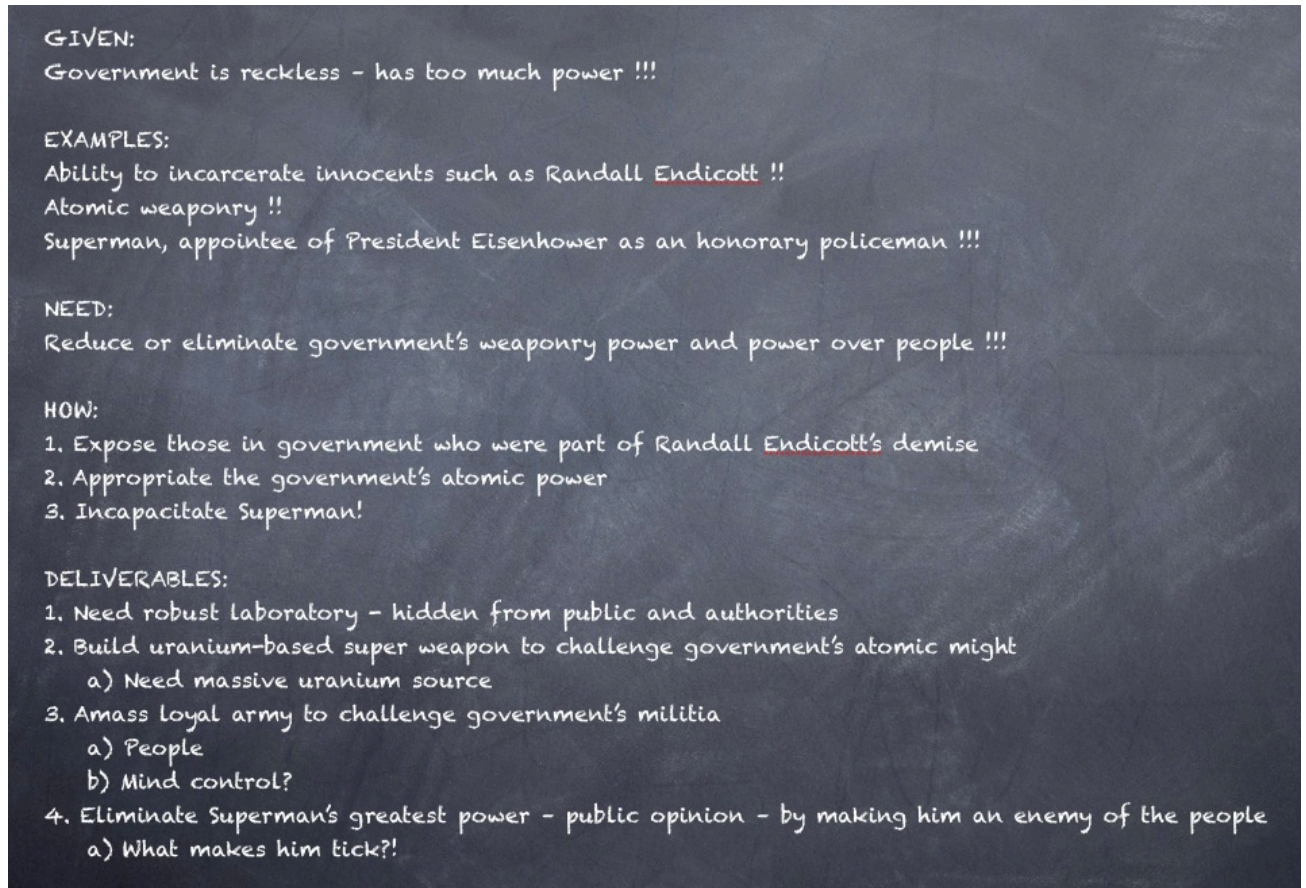 GIVEN:
Government is reckless - has too much power !!!
EXAMPLES:
Ability to incarcerate innocents such as Randall Endicott !!
Atomic weaponry !!
Superman, appointee of President Eisenhower as an honorary policeman !!!
NEED:
Reduce or eliminate government's weaponry power and power over people !!!
HOW:
1. Expose those in government who were part of Randall Endicott's demise
2. Appropriate the government's atomic power
3. Incapacitate Superman!
DELIVERABLES:
1. Need robust laboratory - hidden from public and authorities
2. Build uranium-based super weapon to challenge government's atomic might
a) Need massive uranium source
3. Amass loyal army to challenge government's militia
a) People
b) Mind control?
4. Eliminate Superman's greatest power - public opinion - by making him an enemy of the people
a) What makes him tick?!